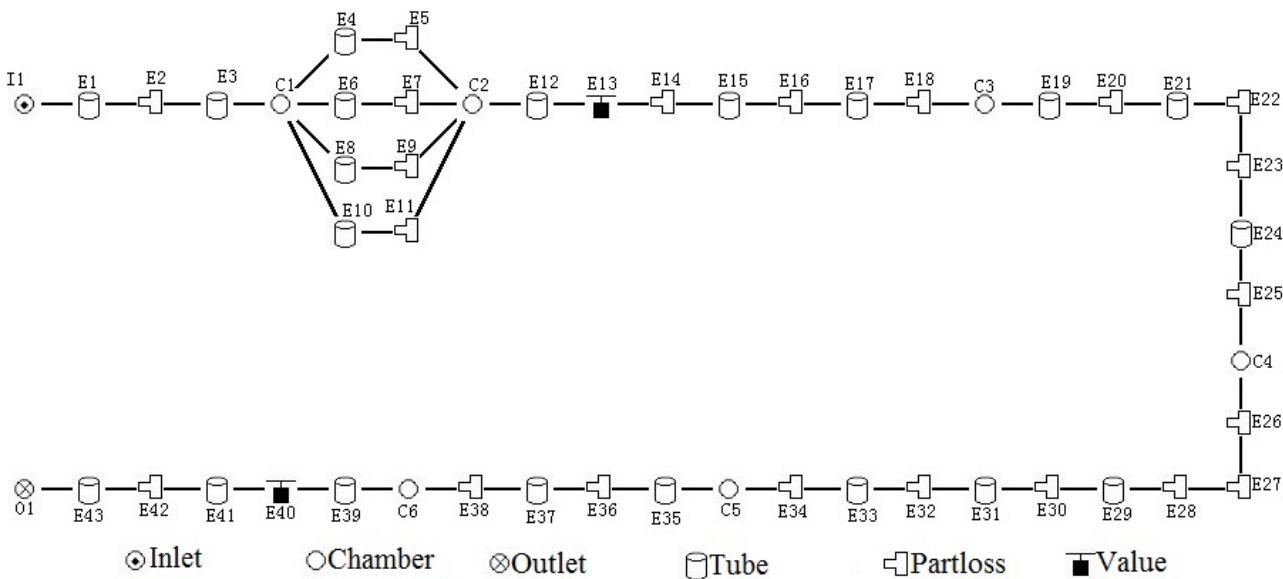 E4 E5
I1 E1 E2 E3 C1 E6 E7 C2 E12 E13 E14 E15 E16 E17 E18 C3 E19 E20 E21 E22
E8 E9 E23
E10 E11 E24
E25
C4
E26
O1 E43 E42 E41 E40 E39 C6 E38 E37 E36 E35 C5 E34 E33 E32 E31 E30 E29 E28 E27
Inlet Chamber Outlet Tube Partloss Value